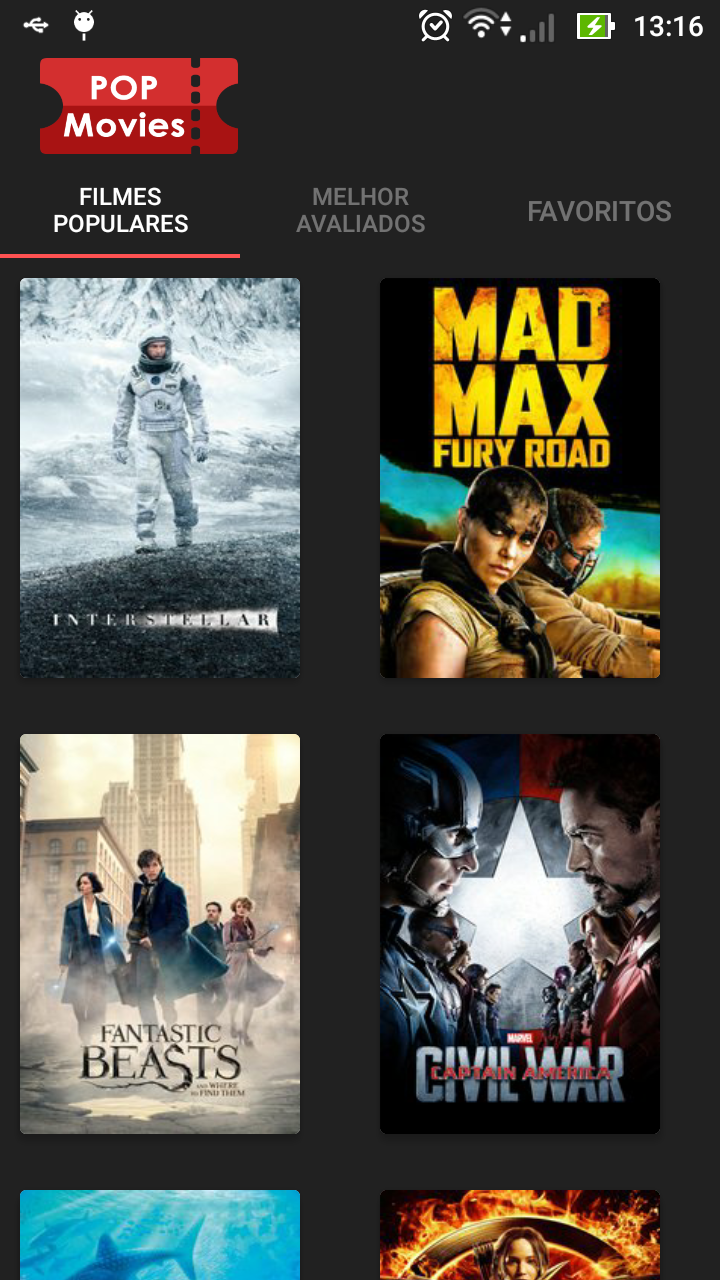 13:16
POP
Movies
FILMES
POPULARES
MELHOR
AVALIADOS
FAVORITOS
INTERSTELLAR
MAD
MAX
FURY ROAD
FANTASTIC
BEASTS
AND WHERE
TO FIND THEM
MARVEL
CAPTAIN AMERICA
CIVIL WAR